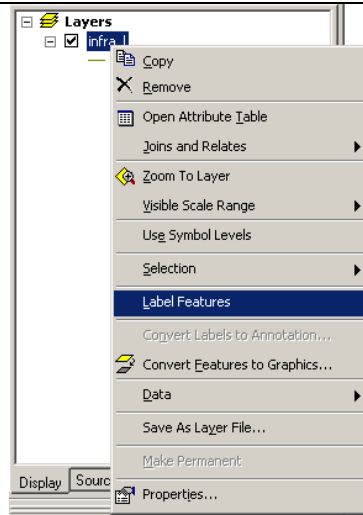 Layers
infra_l
Copy
Remove
Open Attribute Table
Joins and Relates
Zoom To Layer
Visible Scale Range
Use Symbol Levels
Selection
Label Features
Convert Labels to Annotation...
Convert Features to Graphics...
Data
Save As Layer File...
Make Permanent
Properties...
Display Sourc